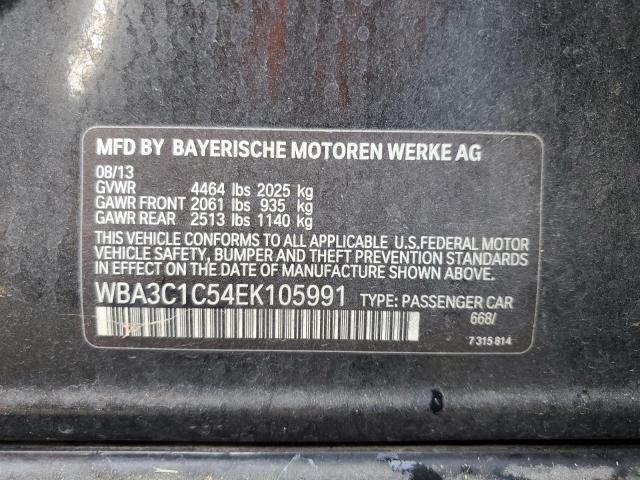 MFD BY BAYERISCHE MOTOREN WERKE AG
08/13
GVWR 4464 lbs 2025 kg
GAWR FRONT 2061 lbs 935 kg
GAWR REAR 2513 lbs 1140 kg
THIS VEHICLE CONFORMS TO ALL APPLICABLE U.S.FEDERAL MOTOR
VEHICLE SAFETY, BUMPER AND THEFT PREVENTION STANDARDS
IN EFFECT ON THE DATE OF MANUFACTURE SHOWN ABOVE.
WBA3C1C54EK105991 TYPE: PASSENGER CAR
668/
7 315 814